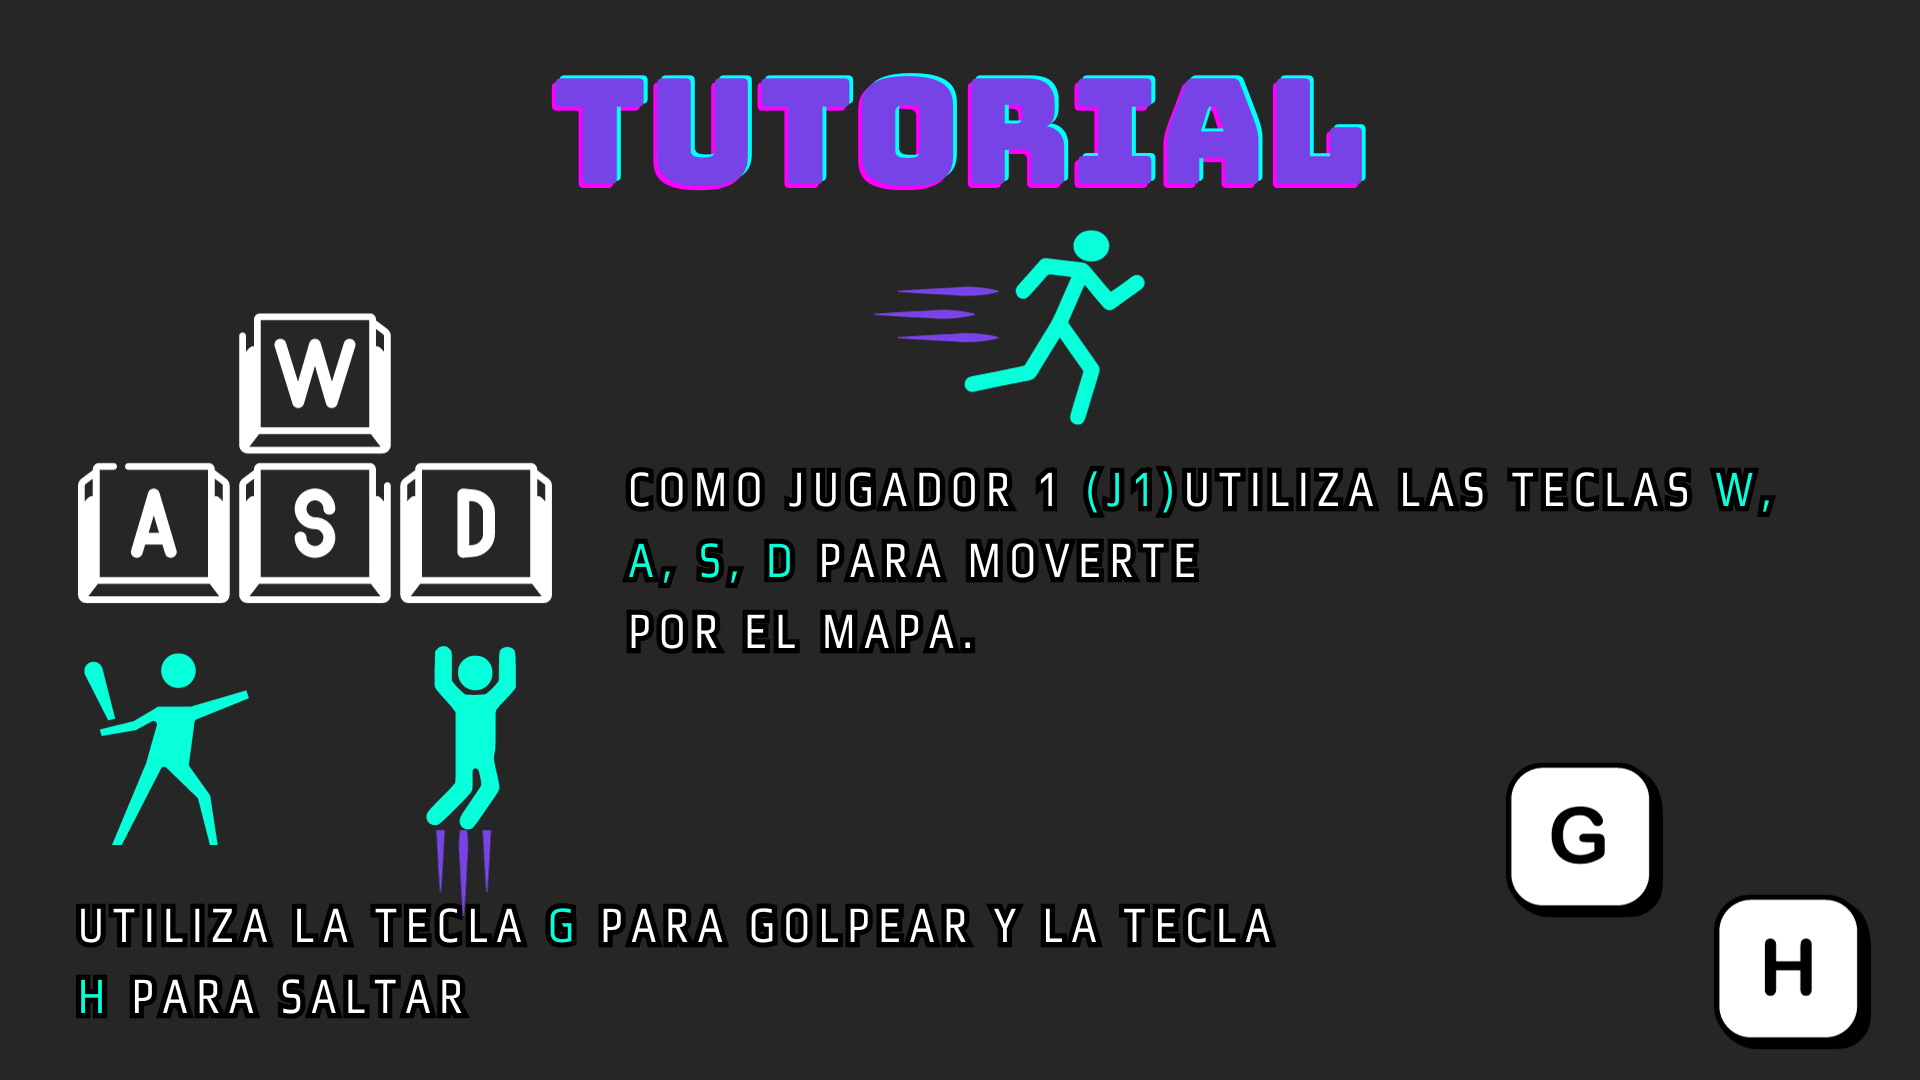 TUTORIAL
W
A S D
COMO JUGADOR 1 (J1)UTILIZA LAS TECLAS W,
A, S, D PARA MOVERTE
POR EL MAPA.
G
UTILIZA LA TECLA G PARA GOLPEAR Y LA TECLA
H PARA SALTAR
H